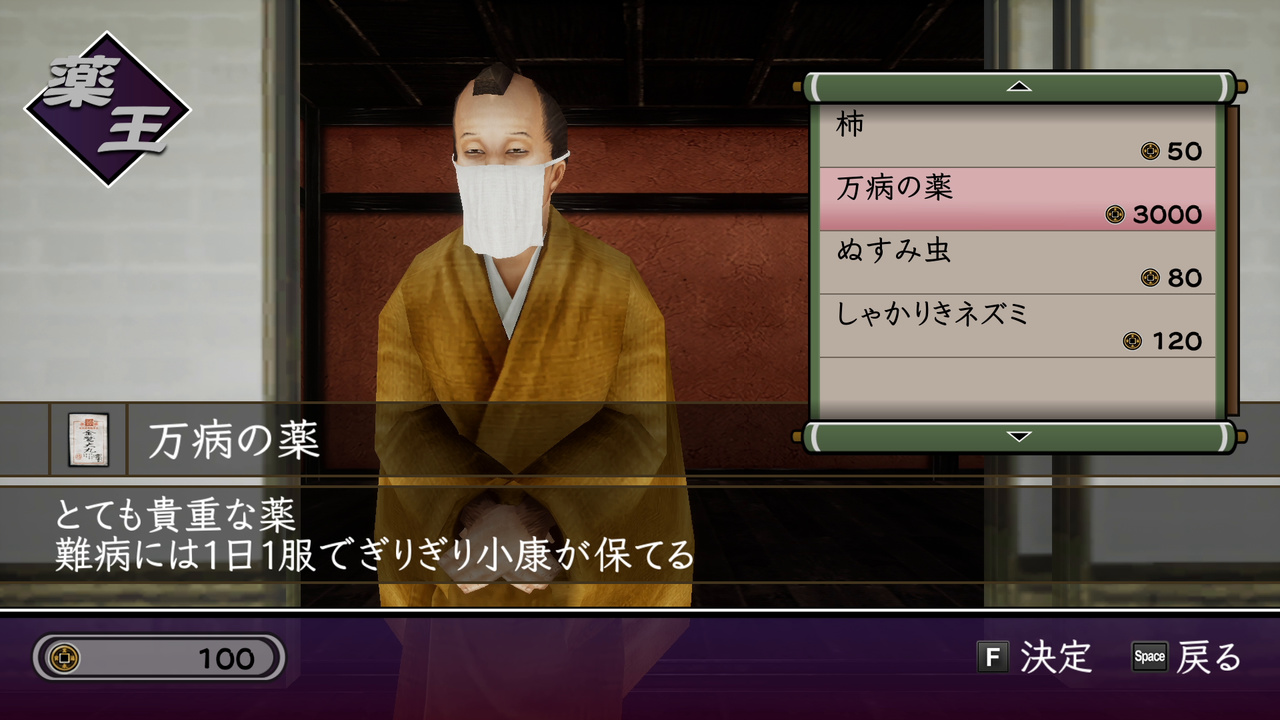 薬王
柿
50
万病の薬
3000
ぬすみ虫
80
しゃかりきネズミ
120
万病の薬
とても貴重な薬
難病には1日1服でぎりぎり小康が保てる
100
F 決定 Space 戻る